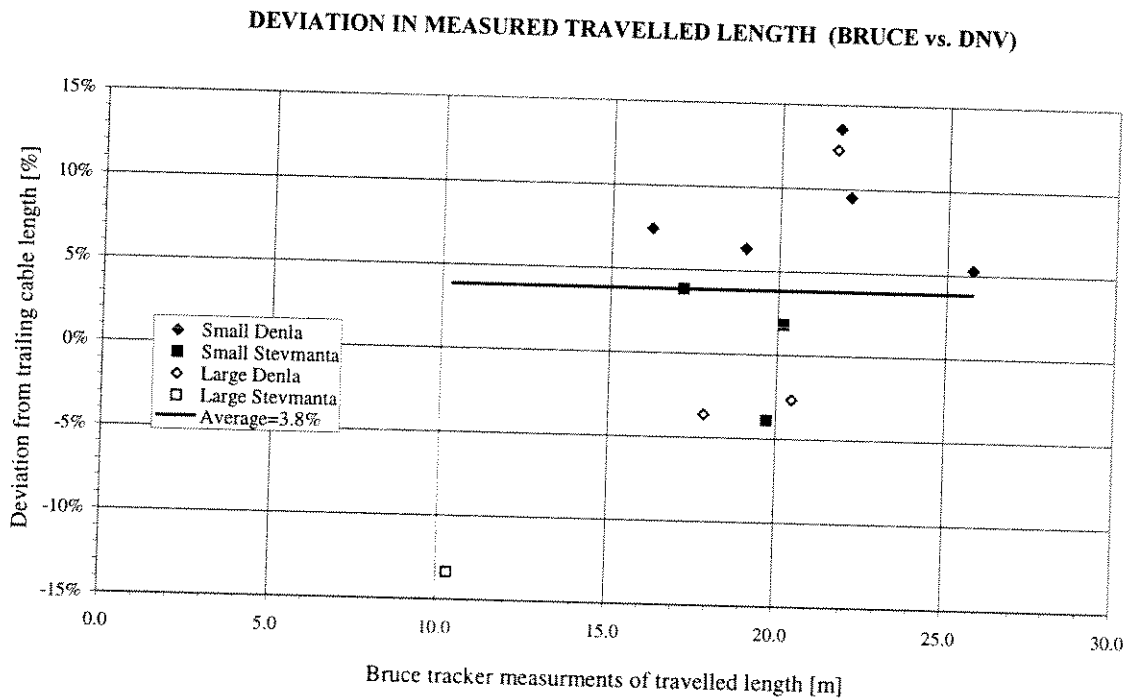 DEVIATION IN MEASURED TRAVELLED LENGTH (BRUCE vs. DNV)
Deviation from trailing cable length [%]
15%
10%
5%
0%
-5%
-10%
-15%
Small Denla
Small Stevmanta
Large Denla
Large Stevmanta
Average=3.8%
0.0 5.0 10.0 15.0 20.0 25.0 30.0
Bruce tracker measurments of travelled length [m]